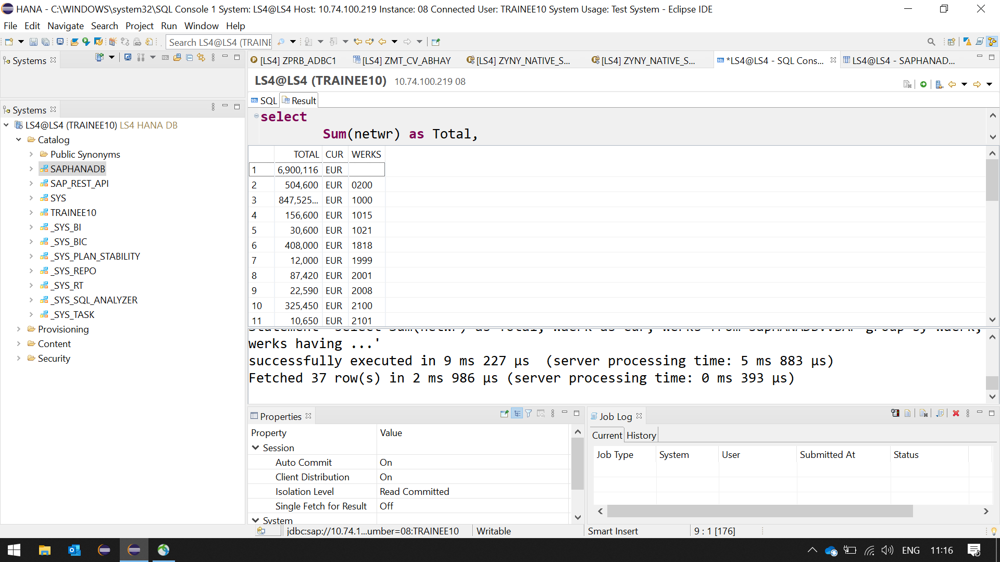 HANA - C:\WINDOWS\system32\SQL Console 1 System: LS4@LS4 Host: 10.74.100.219 Instance: 08 Connected User: TRAINEE10 System Usage: Test System - Eclipse IDE
File Edit Navigate Search Project Run Window Help
Search LS4@LS4 (TRAINE
Systems
Systems
LS4@LS4 (TRAINEE10) LS4 HANA DB
Catalog
Public Synonyms
SAPHANADB
SAP_REST_API
SYS
TRAINEE10
_SYS_BI
_SYS_BIC
_SYS_PLAN_STABILITY
_SYS_REPO
_SYS_RT
_SYS_SQL_ANALYZER
_SYS_TASK
Provisioning
Content
Security
[LS4] ZPRB_ADBC1 [LS4] ZMT_CV_ABHAY [LS4] ZYNY_NATIVE_S... [LS4] ZYNY_NATIVE_S... *LS4@LS4 - SQL Cons... LS4@LS4 - SAPHANAD...
LS4@LS4 (TRAINEE10) 10.74.100.219 08
SQL Result
select
Sum(netwr) as Total,
TOTAL CUR WERKS
1 6,900,116 EUR
2 504,600 EUR 0200
3 847,525... EUR 1000
4 156,600 EUR 1015
5 30,600 EUR 1021
6 408,000 EUR 1818
7 12,000 EUR 1999
8 87,420 EUR 2001
9 22,590 EUR 2008
10 325,450 EUR 2100
11 10,650 EUR 2101
werks having ...'
successfully executed in 9 ms 227 µs  (server processing time: 5 ms 883 µs)
Fetched 37 row(s) in 2 ms 986 µs (server processing time: 0 ms 393 µs)
Properties
Property Value
Session
Auto Commit On
Client Distribution On
Isolation Level Read Committed
Single Fetch for Result Off
System
Job Log
Current History
Job Type System User Submitted At Status
jdbc:sap://10.74.1...umber=08:TRAINEE10 Writable Smart Insert 9 : 1 [176]
ENG 11:16